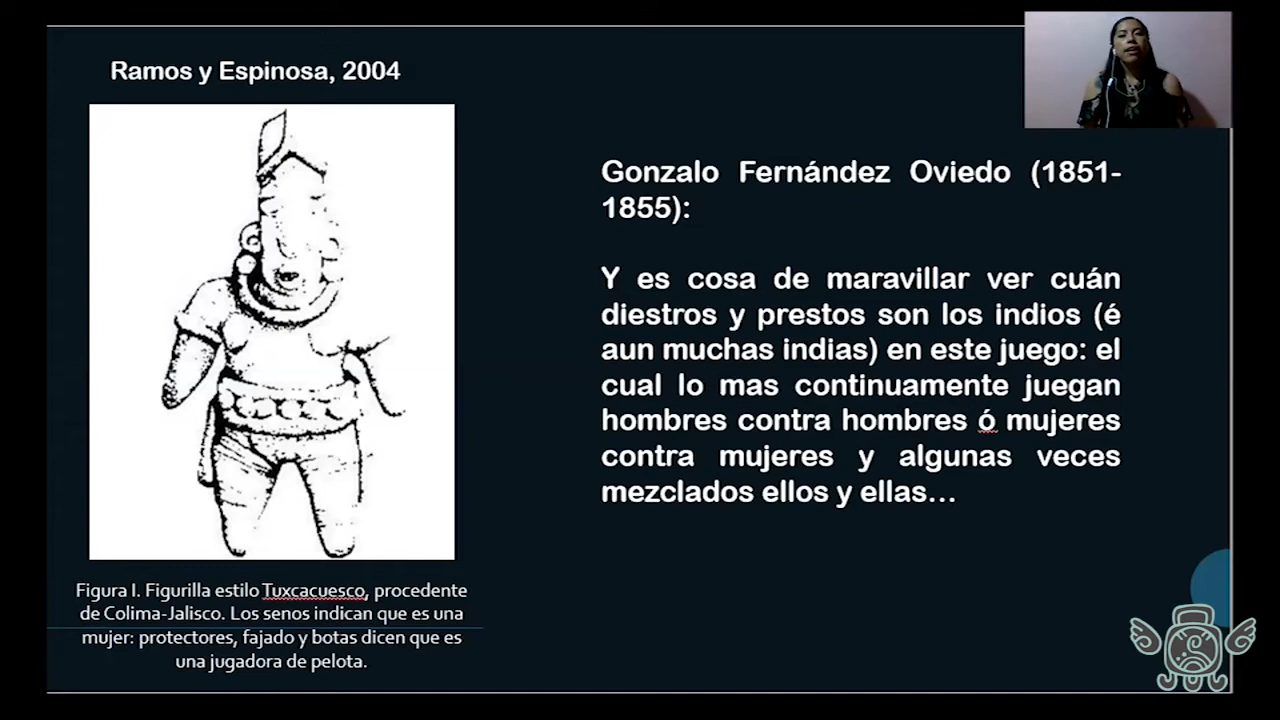 Ramos y Espinosa, 2004
Gonzalo Fernández Oviedo (1851-
1855):
Y es cosa de maravillar ver cuán
diestros y prestos son los indios (é
aun muchas indias) en este juego: el
cual lo mas continuamente juegan
hombres contra hombres ó mujeres
contra mujeres y algunas veces
mezclados ellos y ellas…
Figura I. Figurilla estilo Tuxcacuesco, procedente
de Colima-Jalisco. Los senos indican que es una
mujer: protectores, fajado y botas dicen que es
una jugadora de pelota.